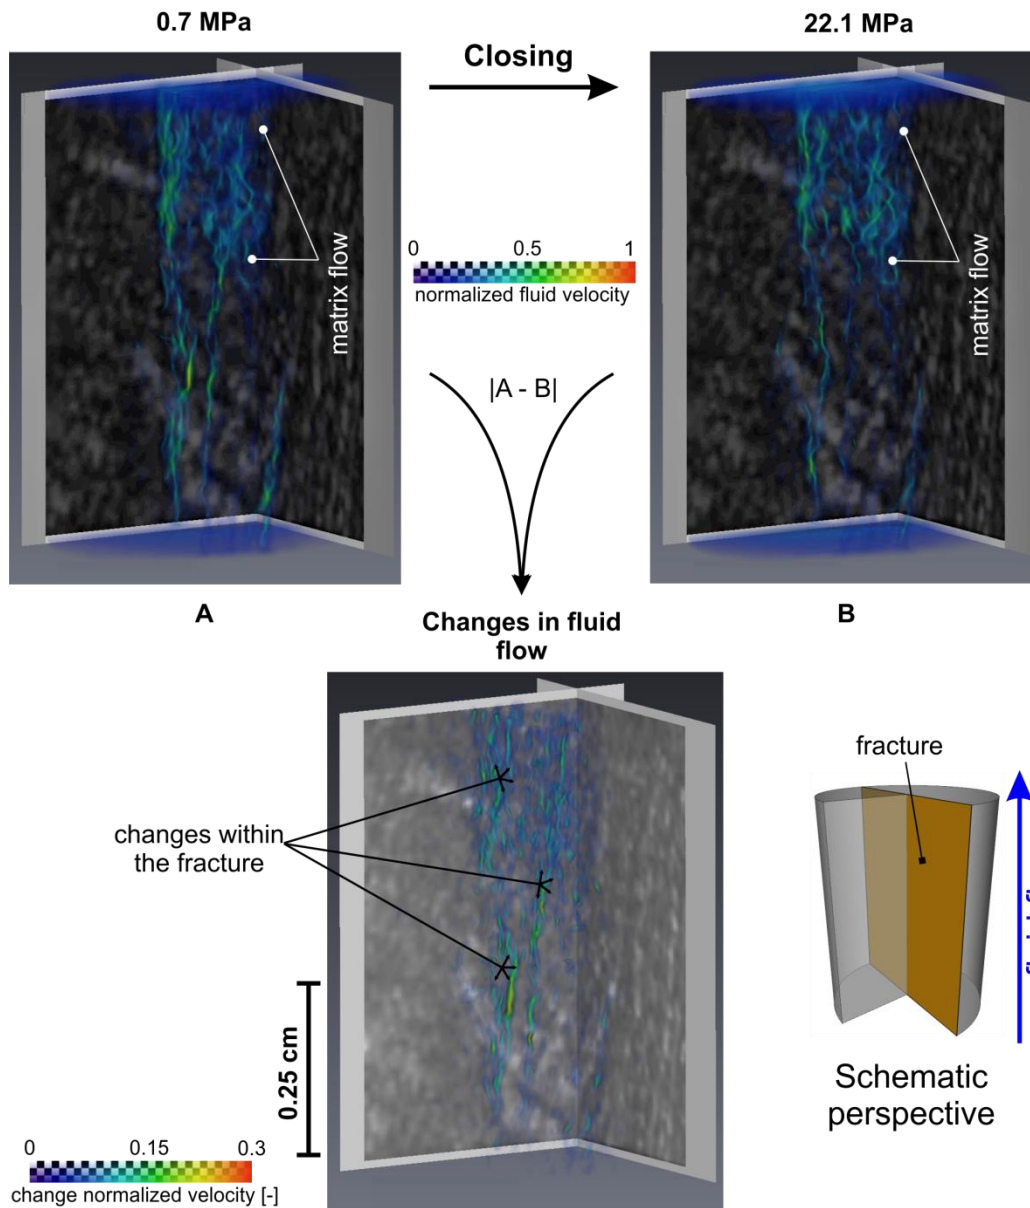 0.7 MPa
22.1 MPa
Closing
matrix flow
matrix flow
0 0.5 1
normalized fluid velocity
|A - B|
A
B
Changes in fluid
flow
fracture
changes within
the fracture
0.25 cm
Schematic
perspective
0 0.15 0.3
change normalized velocity [-]